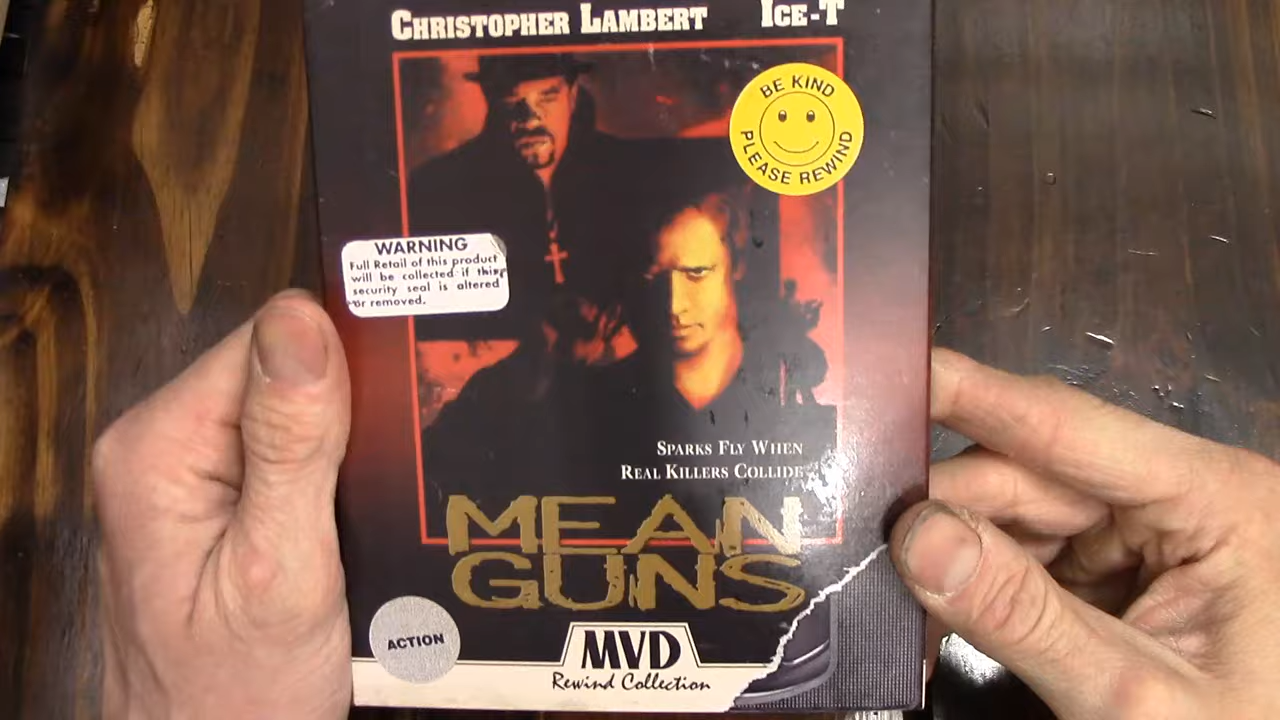 CHRISTOPHER LAMBERT ICE-T
BE KIND
PLEASE REWIND
WARNING
Full Retail of this product
will be collected if this
security seal is altered
or removed.
SPARKS FLY WHEN
REAL KILLERS COLLIDE
MEAN
GUNS
ACTION
MVD
Rewind Collection